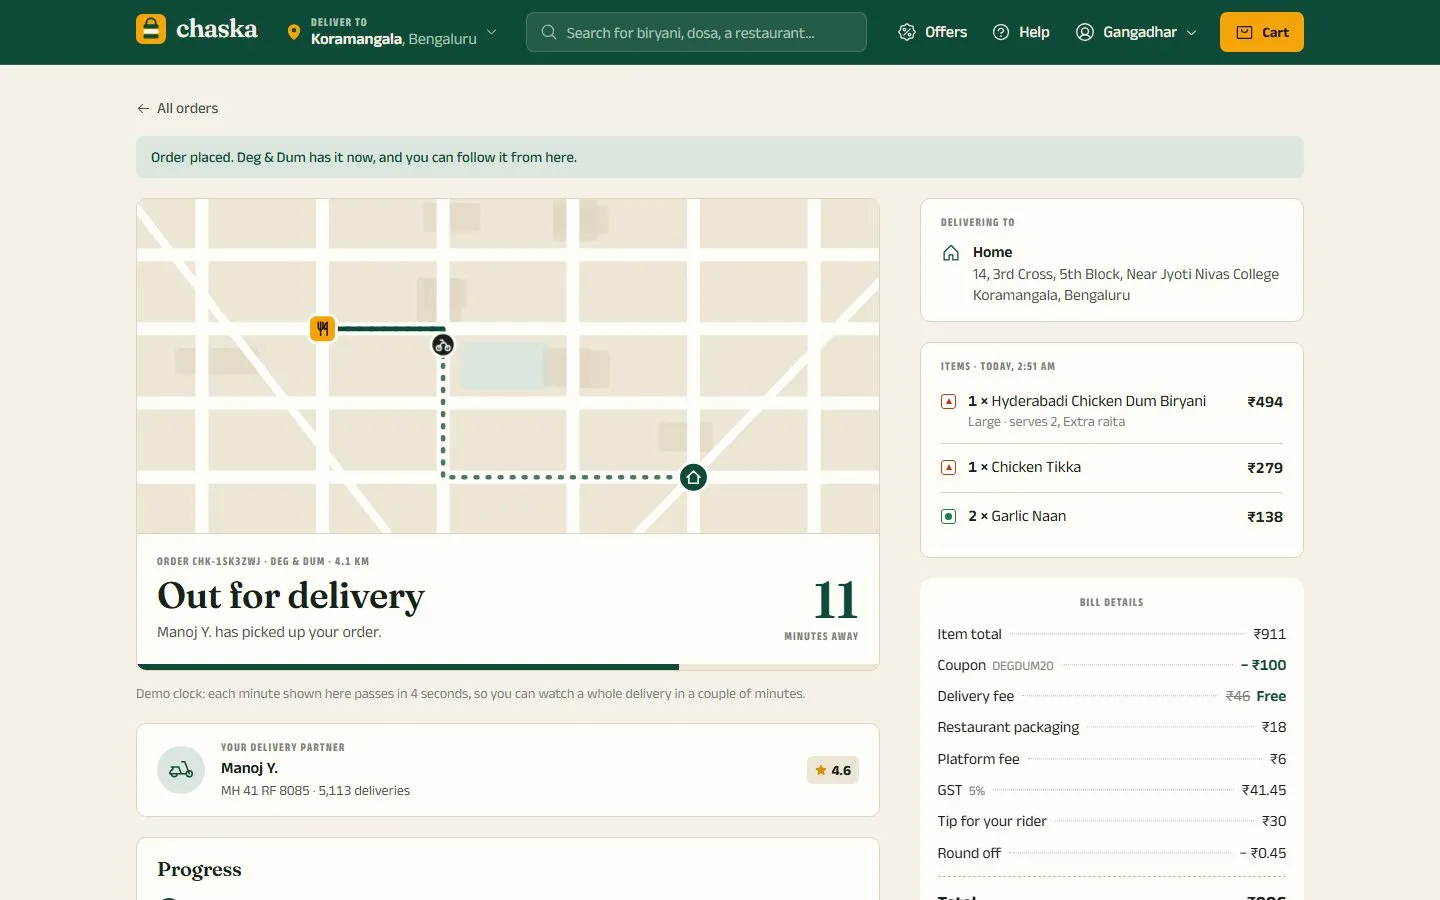 chaska
DELIVER TO
Koramangala, Bengaluru
Search for biryani, dosa, a restaurant...
Offers
Help
Gangadhar
Cart
All orders
Order placed. Deg & Dum has it now, and you can follow it from here.
ORDER CHK-1SK3ZWJ · DEG & DUM · 4.1 KM
Out for delivery
Manoj Y. has picked up your order.
11
MINUTES AWAY
Demo clock: each minute shown here passes in 4 seconds, so you can watch a whole delivery in a couple of minutes.
YOUR DELIVERY PARTNER
Manoj Y.
MH 41 RF 8085 · 5,113 deliveries
4.6
Progress
DELIVERING TO
Home
14, 3rd Cross, 5th Block, Near Jyoti Nivas College
Koramangala, Bengaluru
ITEMS · TODAY, 2:51 AM
1 × Hyderabadi Chicken Dum Biryani ₹494
Large · serves 2, Extra raita
1 × Chicken Tikka ₹279
2 × Garlic Naan ₹138
BILL DETAILS
Item total ₹911
Coupon DEGDUM20 − ₹100
Delivery fee ₹46 Free
Restaurant packaging ₹18
Platform fee ₹6
GST 5% ₹41.45
Tip for your rider ₹30
Round off − ₹0.45
Total